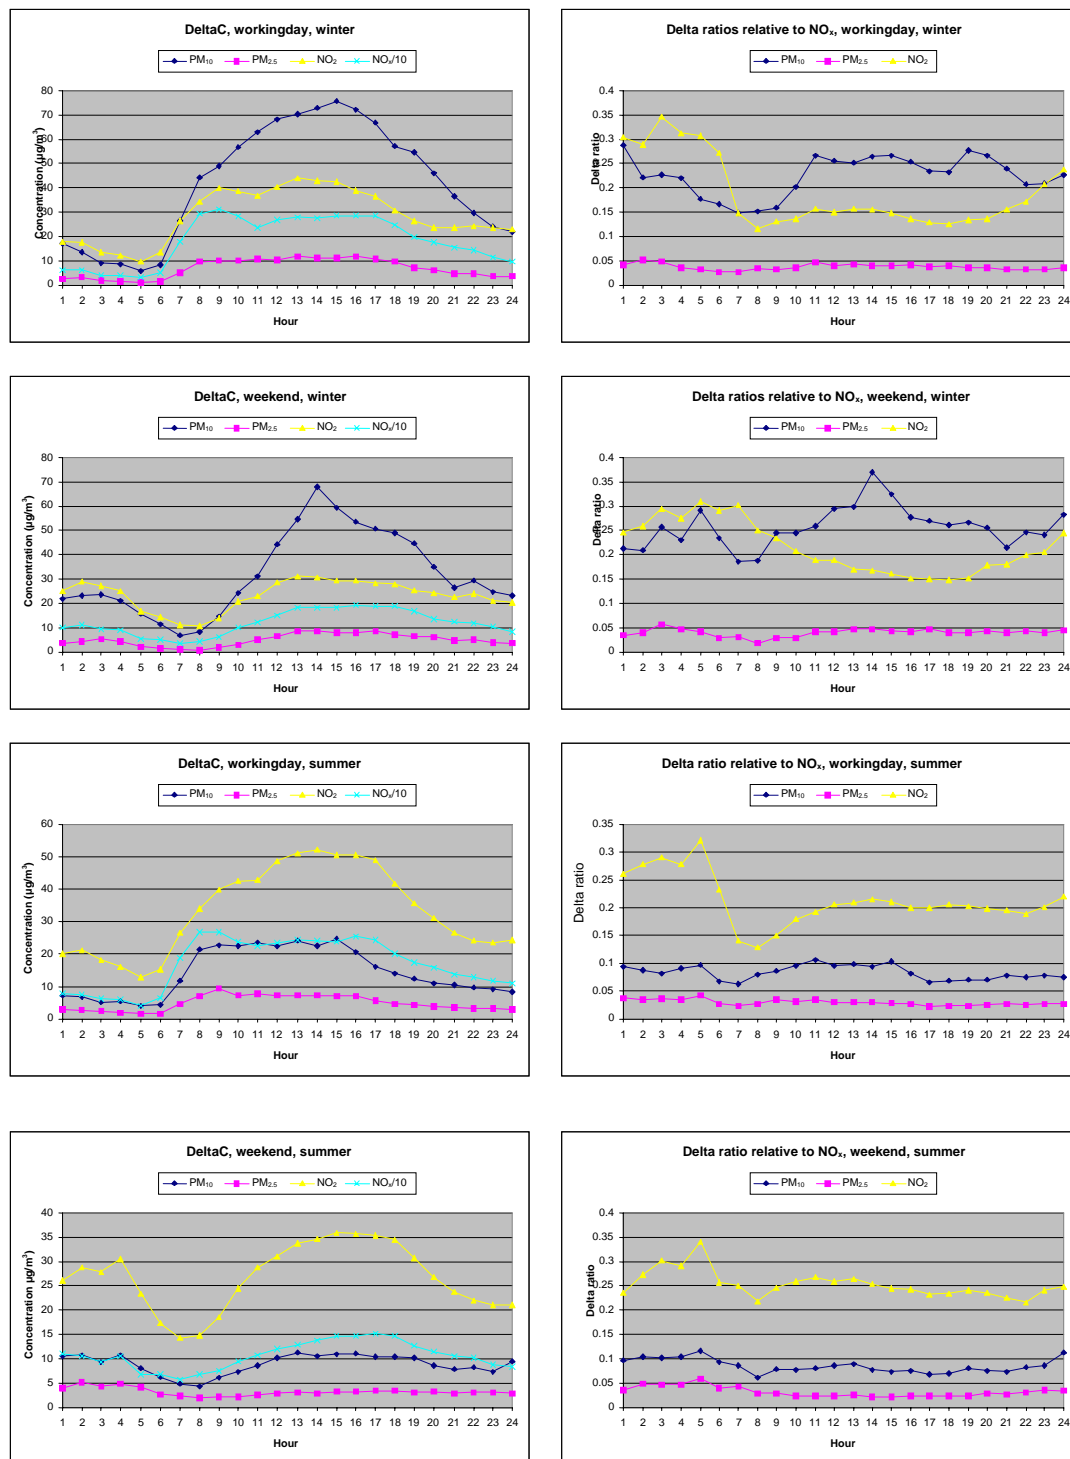 DeltaC, workingday, winter
PM₁₀ PM₂.₅ NO₂ NOₓ/10
Concentration (µg/m³)
80
70
60
50
40
30
20
10
0
1 2 3 4 5 6 7 8 9 10 11 12 13 14 15 16 17 18 19 20 21 22 23 24
Hour
Delta ratios relative to NOₓ, workingday, winter
PM₁₀ PM₂.₅ NO₂
Delta ratio
0.4
0.35
0.3
0.25
0.2
0.15
0.1
0.05
0
1 2 3 4 5 6 7 8 9 10 11 12 13 14 15 16 17 18 19 20 21 22 23 24
Hour
DeltaC, weekend, winter
PM₁₀ PM₂.₅ NO₂ NOₓ/10
Concentration (µg/m³)
80
70
60
50
40
30
20
10
0
1 2 3 4 5 6 7 8 9 10 11 12 13 14 15 16 17 18 19 20 21 22 23 24
Hour
Delta ratios relative to NOₓ, weekend, winter
PM₁₀ PM₂.₅ NO₂
Delta ratio
0.4
0.35
0.3
0.25
0.2
0.15
0.1
0.05
0
1 2 3 4 5 6 7 8 9 10 11 12 13 14 15 16 17 18 19 20 21 22 23 24
Hour
DeltaC, workingday, summer
PM₁₀ PM₂.₅ NO₂ NOₓ/10
Concentration (µg/m³)
60
50
40
30
20
10
0
1 2 3 4 5 6 7 8 9 10 11 12 13 14 15 16 17 18 19 20 21 22 23 24
Hour
Delta ratio relative to NOₓ, workingday, summer
PM₁₀ PM₂.₅ NO₂
Delta ratio
0.35
0.3
0.25
0.2
0.15
0.1
0.05
0
1 2 3 4 5 6 7 8 9 10 11 12 13 14 15 16 17 18 19 20 21 22 23 24
Hour
DeltaC, weekend, summer
PM₁₀ PM₂.₅ NO₂ NOₓ/10
Concentration µg/m³)
40
35
30
25
20
15
10
5
0
1 2 3 4 5 6 7 8 9 10 11 12 13 14 15 16 17 18 19 20 21 22 23 24
Hour
Delta ratio relative to NOₓ, weekend, summer
PM₁₀ PM₂.₅ NO₂
Delta ratio
0.4
0.35
0.3
0.25
0.2
0.15
0.1
0.05
0
1 2 3 4 5 6 7 8 9 10 11 12 13 14 15 16 17 18 19 20 21 22 23 24
Hour